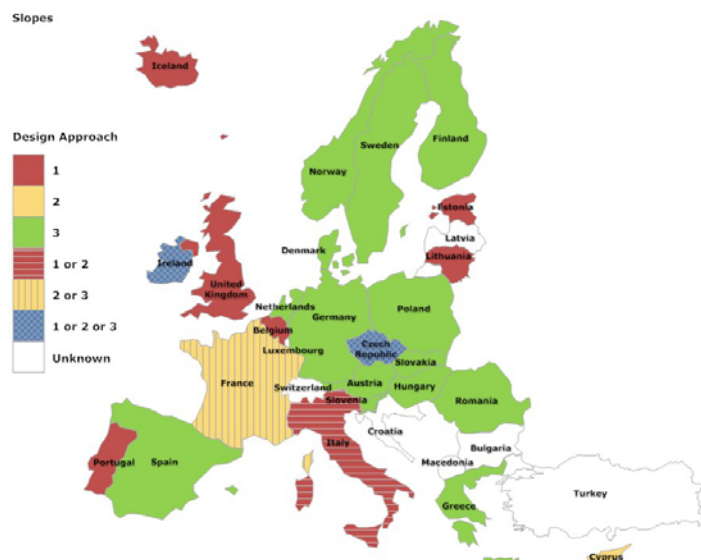 Slopes
Iceland
Design Approach
1
2
3
1 or 2
2 or 3
1 or 2 or 3
Unknown
Finland
Sweden
Norway
Estonia
Latvia
Lithuania
Denmark
Ireland
United
Kingdom
Netherlands
Germany
Poland
Belgium
Czech
Republic
Luxembourg
Slovakia
France
Switzerland
Austria
Hungary
Slovenia
Romania
Italy
Croatia
Bulgaria
Portugal
Spain
Macedonia
Turkey
Greece
Cyprus